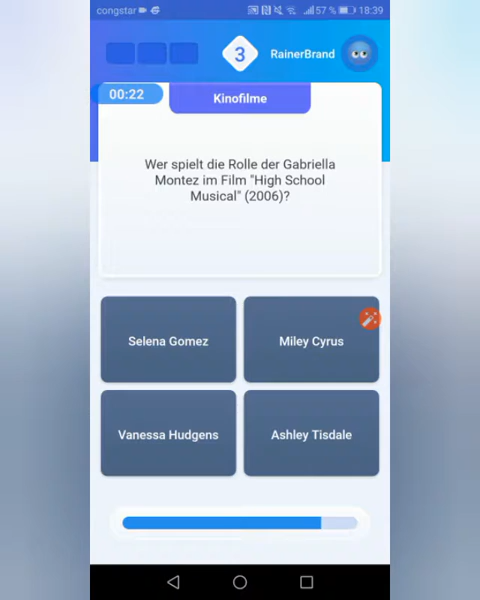 congstar 57 % 18:39
3 RainerBrand
00:22
Kinofilme
Wer spielt die Rolle der Gabriella
Montez im Film "High School
Musical" (2006)?
Selena Gomez
Miley Cyrus
Vanessa Hudgens
Ashley Tisdale